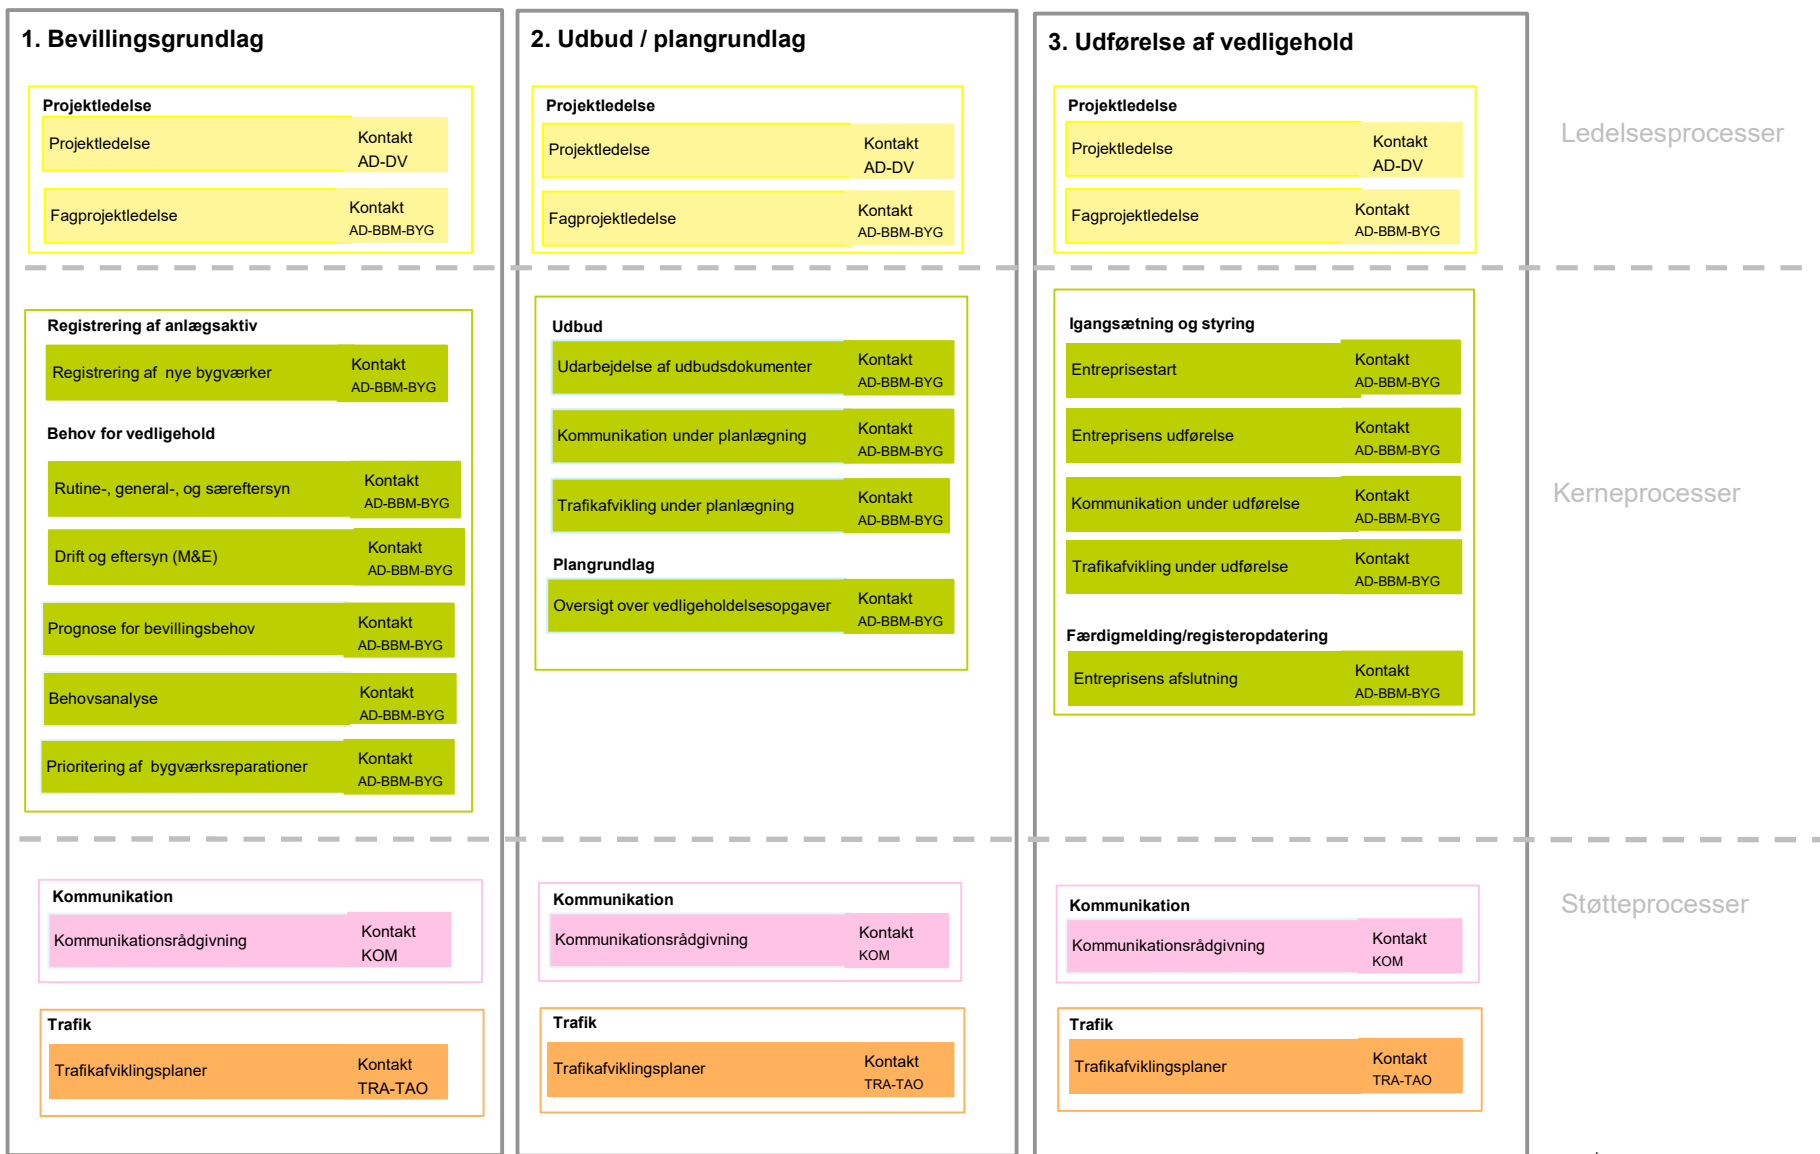 1. Bevillingsgrundlag
Projektledelse
Projektledelse
Kontakt
AD-DV
Fagprojektledelse
Kontakt
AD-BBM-BYG
Registrering af anlægsaktiv
Registrering af nye bygværker
Kontakt
AD-BBM-BYG
Behov for vedligehold
Rutine-, general-, og særeftersyn
Kontakt
AD-BBM-BYG
Drift og eftersyn (M&E)
Kontakt
AD-BBM-BYG
Prognose for bevillingsbehov
Kontakt
AD-BBM-BYG
Behovsanalyse
Kontakt
AD-BBM-BYG
Prioritering af bygværksreparationer
Kontakt
AD-BBM-BYG
Kommunikation
Kommunikationsrådgivning
Kontakt
KOM
Trafik
Trafikafviklingsplaner
Kontakt
TRA-TAO
2. Udbud / plangrundlag
Projektledelse
Projektledelse
Kontakt
AD-DV
Fagprojektledelse
Kontakt
AD-BBM-BYG
Udbud
Udarbejdelse af udbudsdokumenter
Kontakt
AD-BBM-BYG
Kommunikation under planlægning
Kontakt
AD-BBM-BYG
Trafikafvikling under planlægning
Kontakt
AD-BBM-BYG
Plangrundlag
Oversigt over vedligeholdelsesopgaver
Kontakt
AD-BBM-BYG
Kommunikation
Kommunikationsrådgivning
Kontakt
KOM
Trafik
Trafikafviklingsplaner
Kontakt
TRA-TAO
3. Udførelse af vedligehold
Projektledelse
Projektledelse
Kontakt
AD-DV
Fagprojektledelse
Kontakt
AD-BBM-BYG
Igangsætning og styring
Entreprisestart
Kontakt
AD-BBM-BYG
Entreprisens udførelse
Kontakt
AD-BBM-BYG
Kommunikation under udførelse
Kontakt
AD-BBM-BYG
Trafikafvikling under udførelse
Kontakt
AD-BBM-BYG
Færdigmelding/registeropdatering
Entreprisens afslutning
Kontakt
AD-BBM-BYG
Kommunikation
Kommunikationsrådgivning
Kontakt
KOM
Trafik
Trafikafviklingsplaner
Kontakt
TRA-TAO
Ledelsesprocesser
Kerneprocesser
Støtteprocesser